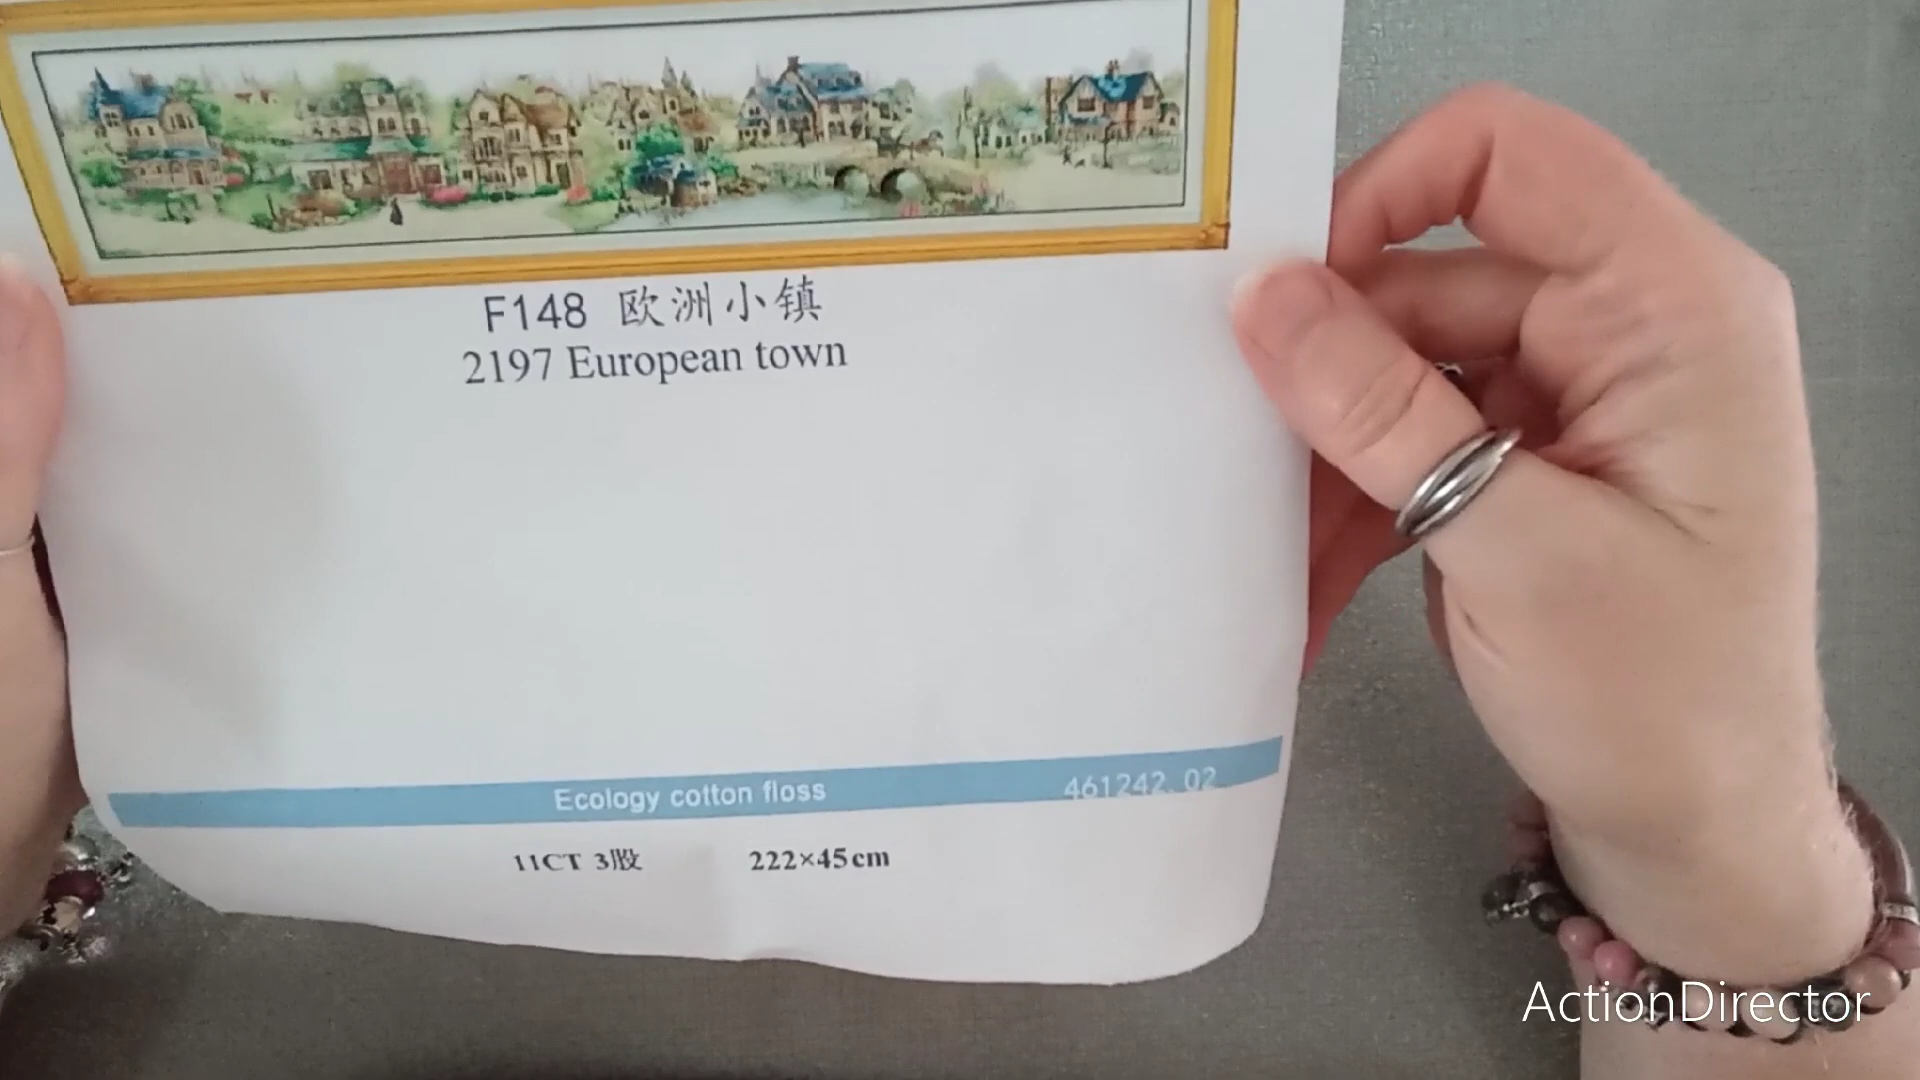 F148 欧洲小镇
2197 European town
Ecology cotton floss 461242.02
11CT 3股 222×45cm
ActionDirector